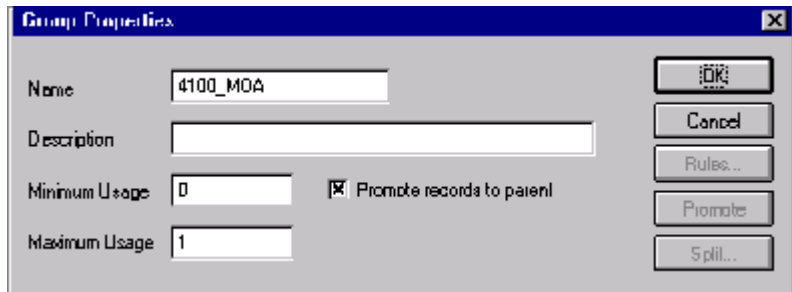 Group Properties
OK
Name 4100_MOA
Cancel
Description
Rules...
Minimum Usage 0 Promote records to parent
Promote
Maximum Usage 1
Split...